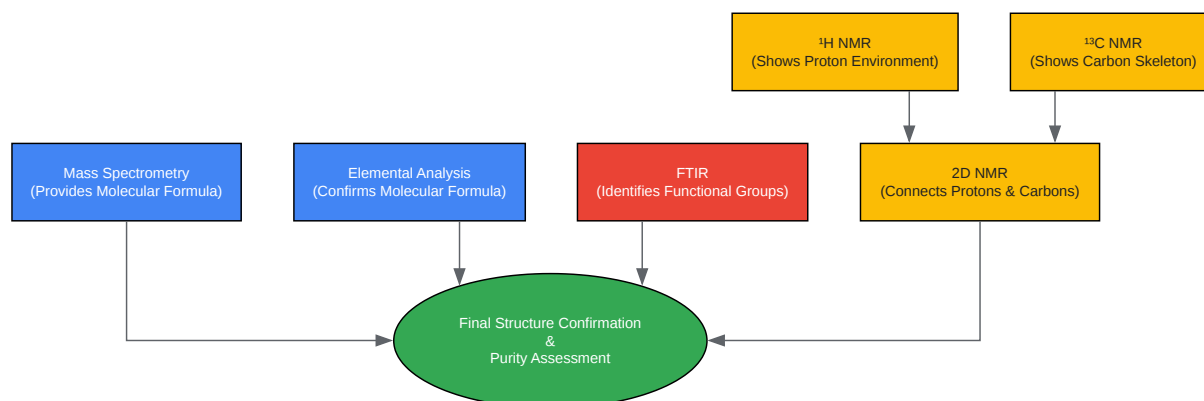 ¹H NMR
(Shows Proton Environment)
¹³C NMR
(Shows Carbon Skeleton)
Mass Spectrometry
(Provides Molecular Formula)
Elemental Analysis
(Confirms Molecular Formula)
FTIR
(Identifies Functional Groups)
2D NMR
(Connects Protons & Carbons)
Final Structure Confirmation
&
Purity Assessment